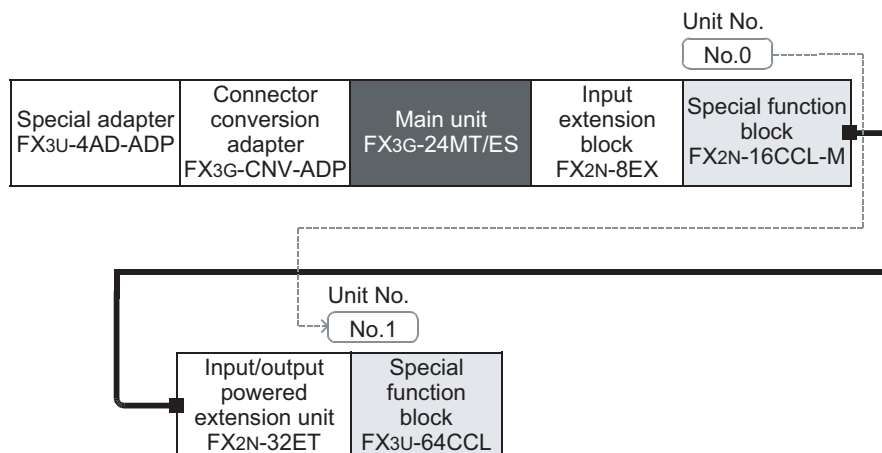 Unit No.
No.0
Special adapter
FX3U-4AD-ADP
Connector
conversion
adapter
FX3G-CNV-ADP
Main unit
FX3G-24MT/ES
Input
extension
block
FX2N-8EX
Special function
block
FX2N-16CCL-M
Unit No.
No.1
Input/output
powered
extension unit
FX2N-32ET
Special
function
block
FX3U-64CCL